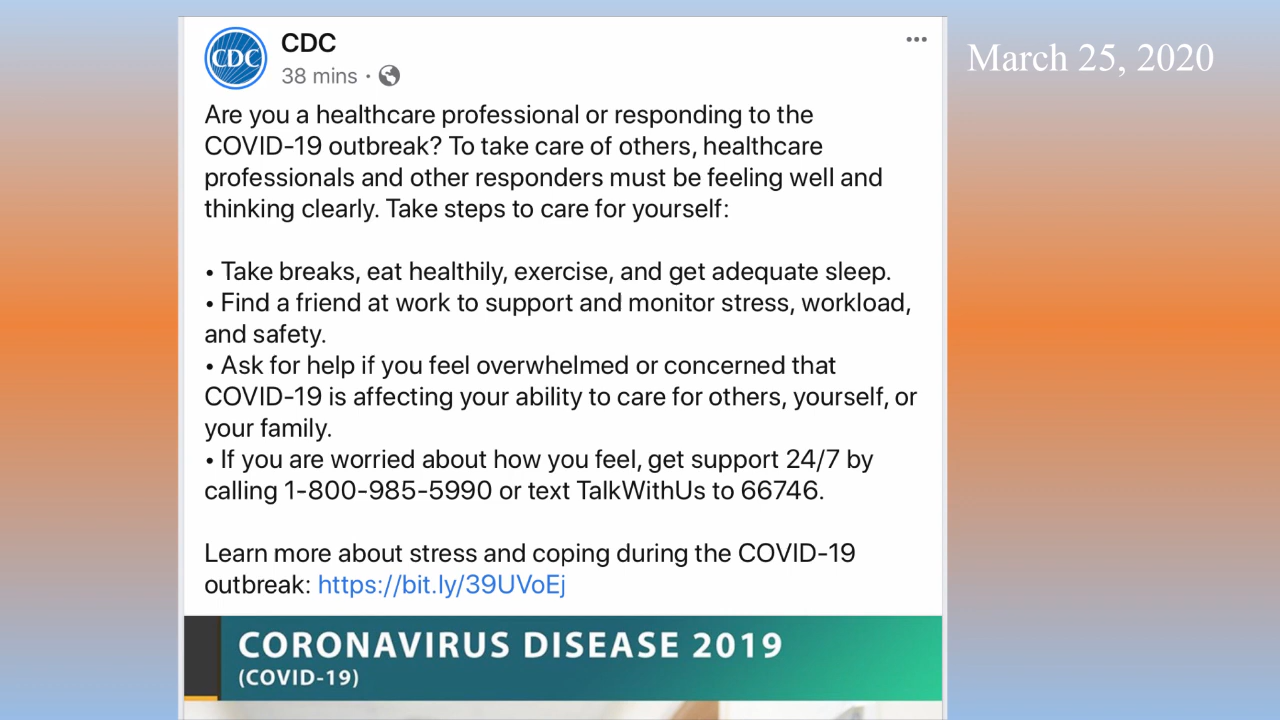 CDC
CDC
38 mins ·
March 25, 2020
Are you a healthcare professional or responding to the
COVID-19 outbreak? To take care of others, healthcare
professionals and other responders must be feeling well and
thinking clearly. Take steps to care for yourself:
• Take breaks, eat healthily, exercise, and get adequate sleep.
• Find a friend at work to support and monitor stress, workload,
and safety.
• Ask for help if you feel overwhelmed or concerned that
COVID-19 is affecting your ability to care for others, yourself, or
your family.
• If you are worried about how you feel, get support 24/7 by
calling 1-800-985-5990 or text TalkWithUs to 66746.
Learn more about stress and coping during the COVID-19
outbreak: https://bit.ly/39UVoEj
CORONAVIRUS DISEASE 2019
(COVID-19)